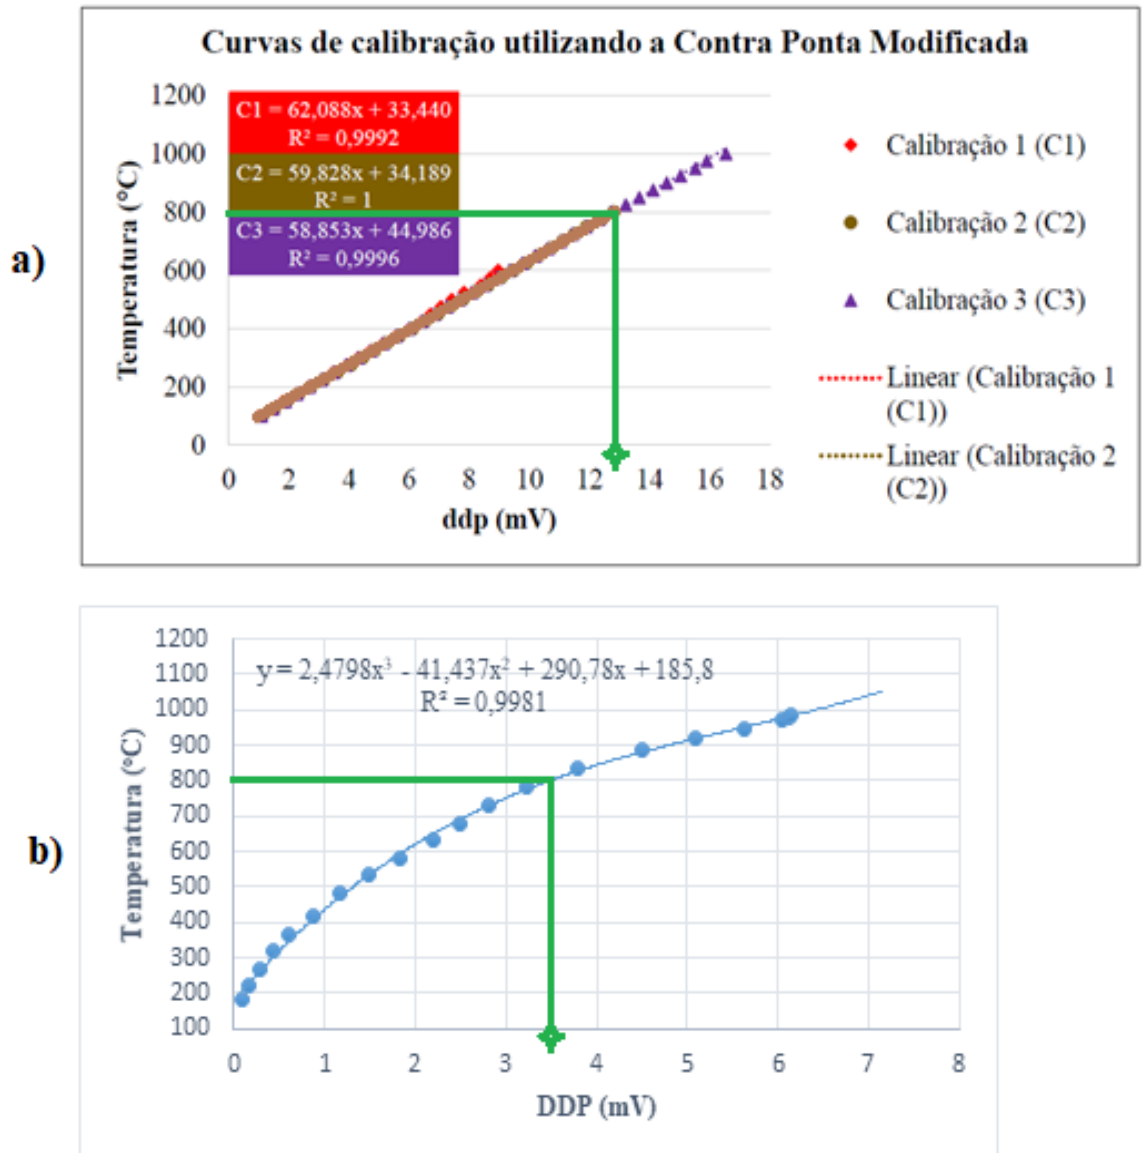 a)
Curvas de calibração utilizando a Contra Ponta Modificada
1200
1000
800
600
400
200
0
Temperatura (°C)
C1 = 62,088x + 33,440
R² = 0,9992
C2 = 59,828x + 34,189
R² = 1
C3 = 58,853x + 44,986
R² = 0,9996
0 2 4 6 8 10 12 14 16 18
ddp (mV)
Calibração 1 (C1)
Calibração 2 (C2)
Calibração 3 (C3)
Linear (Calibração 1
(C1))
Linear (Calibração 2
(C2))
b)
1200
1100
1000
900
800
700
600
500
400
300
200
100
Temperatura (°C)
y = 2,4798x³ - 41,437x² + 290,78x + 185,8
R² = 0,9981
0 1 2 3 4 5 6 7 8
DDP (mV)